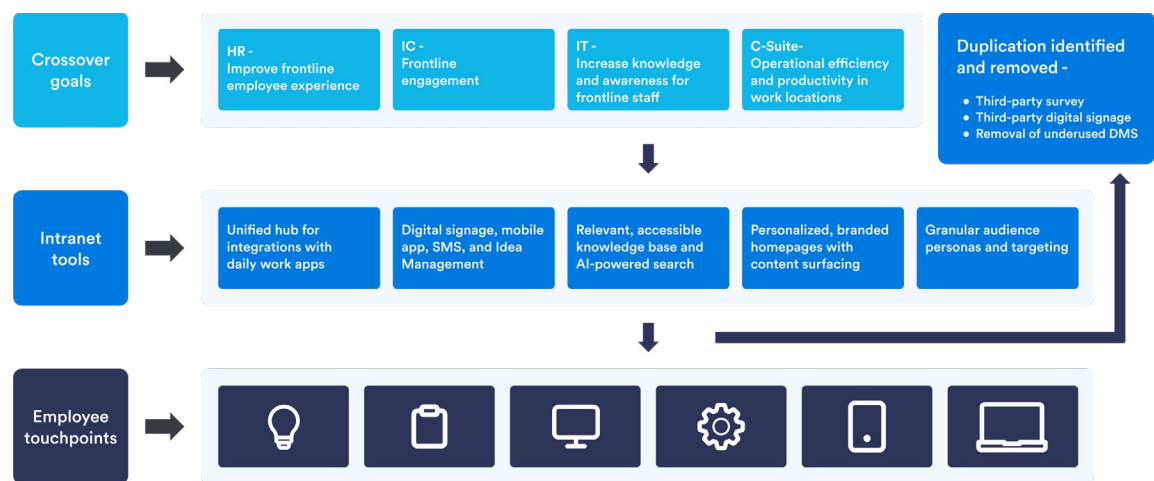 Crossover
goals
HR -
Improve frontline
employee experience
IC -
Frontline
engagement
IT -
Increase knowledge
and awareness for
frontline staff
C-Suite-
Operational efficiency
and productivity in
work locations
Duplication identified
and removed -
• Third-party survey
• Third-party digital signage
• Removal of underused DMS
Intranet
tools
Unified hub for
integrations with
daily work apps
Digital signage, mobile
app, SMS, and Idea
Management
Relevant, accessible
knowledge base and
AI-powered search
Personalized, branded
homepages with
content surfacing
Granular audience
personas and targeting
Employee
touchpoints